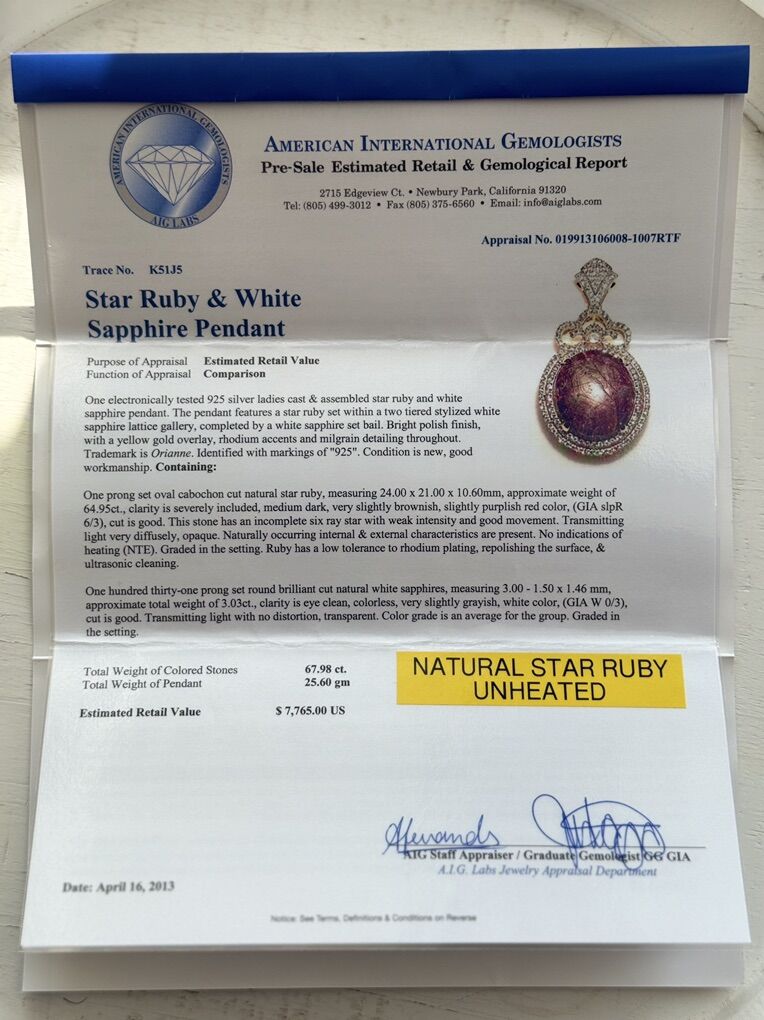 AMERICAN INTERNATIONAL GEMOLOGISTS
AIG LABS
AMERICAN INTERNATIONAL GEMOLOGISTS
Pre-Sale Estimated Retail & Gemological Report
2715 Edgeview Ct. • Newbury Park, California 91320
Tel: (805) 499-3012 • Fax (805) 375-6560 • Email: info@aiglabs.com
Appraisal No. 019913106008-1007RTF
Trace No. K51J5
Star Ruby & White
Sapphire Pendant
Purpose of Appraisal Estimated Retail Value
Function of Appraisal Comparison
One electronically tested 925 silver ladies cast & assembled star ruby and white
sapphire pendant. The pendant features a star ruby set within a two tiered stylized white
sapphire lattice gallery, completed by a white sapphire set bail. Bright polish finish,
with a yellow gold overlay, rhodium accents and milgrain detailing throughout.
Trademark is Orianne. Identified with markings of "925". Condition is new, good
workmanship. Containing:
One prong set oval cabochon cut natural star ruby, measuring 24.00 x 21.00 x 10.60mm, approximate weight of
64.95ct., clarity is severely included, medium dark, very slightly brownish, slightly purplish red color, (GIA slpR
6/3), cut is good. This stone has an incomplete six ray star with weak intensity and good movement. Transmitting
light very diffusely, opaque. Naturally occurring internal & external characteristics are present. No indications of
heating (NTE). Graded in the setting. Ruby has a low tolerance to rhodium plating, repolishing the surface, &
ultrasonic cleaning.
One hundred thirty-one prong set round brilliant cut natural white sapphires, measuring 3.00 - 1.50 x 1.46 mm,
approximate total weight of 3.03ct., clarity is eye clean, colorless, very slightly grayish, white color, (GIA W 0/3),
cut is good. Transmitting light with no distortion, transparent. Color grade is an average for the group. Graded in
the setting.
Total Weight of Colored Stones 67.98 ct.
Total Weight of Pendant 25.60 gm
NATURAL STAR RUBY
UNHEATED
Estimated Retail Value $ 7,765.00 US
AIG Staff Appraiser / Graduate Gemologist GG GIA
A.I.G. Labs Jewelry Appraisal Department
Date: April 16, 2013
Notice: See Terms, Definitions & Conditions on Reverse